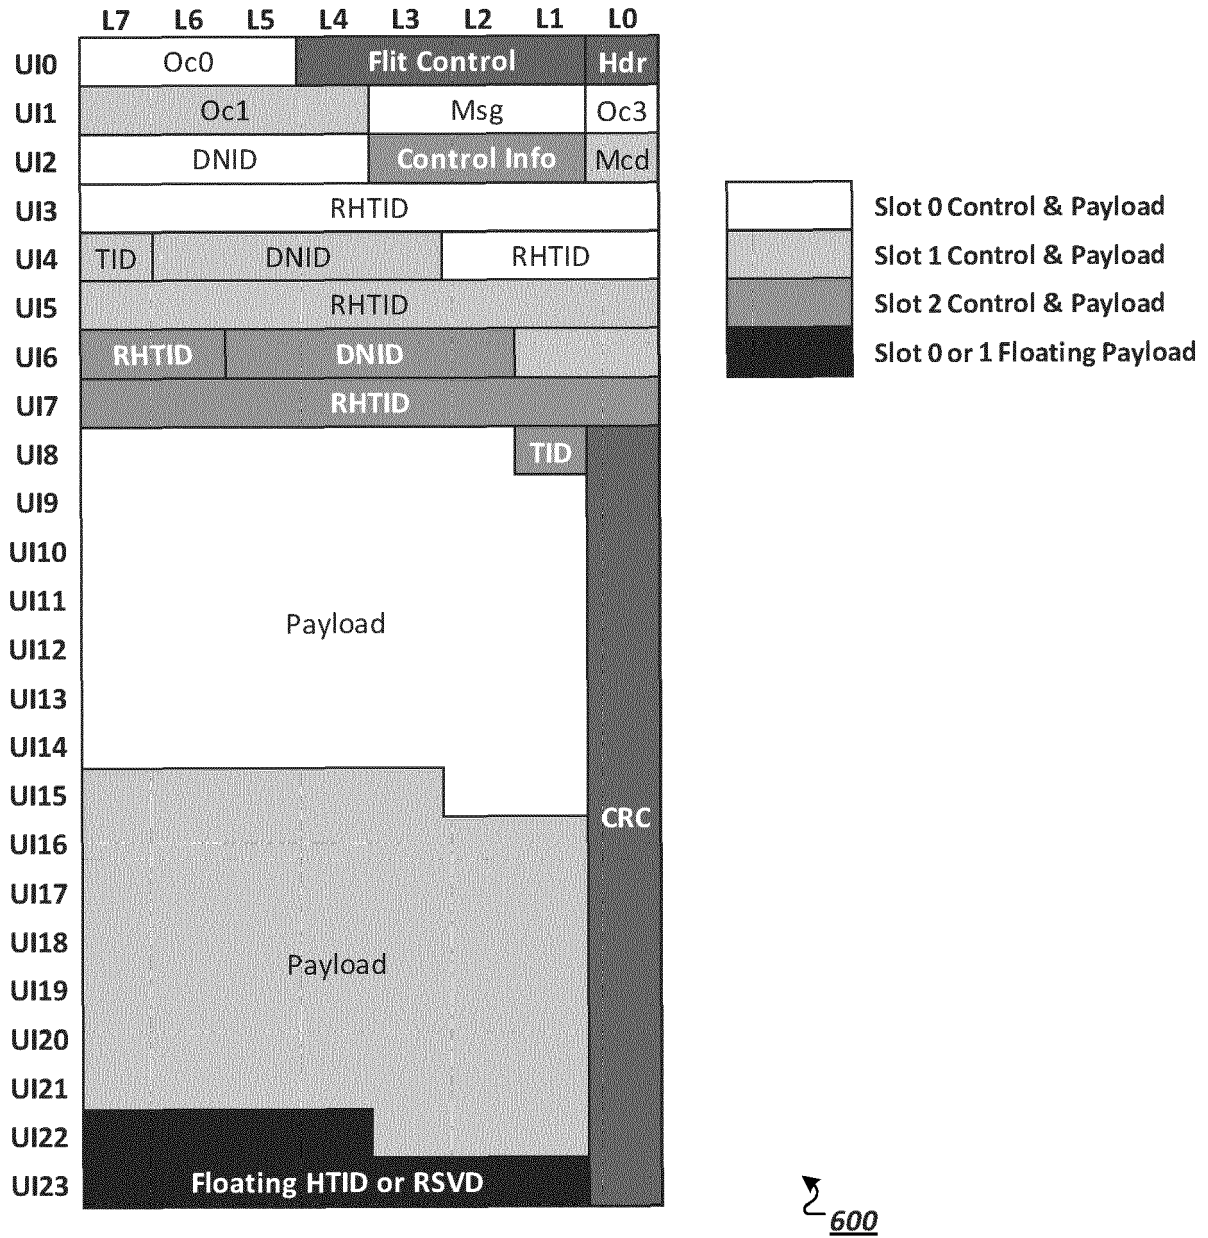 L7 L6 L5 L4 L3 L2 L1 L0
UI0 Oc0 Flit Control Hdr
UI1 Oc1 Msg Oc3
UI2 DNID Control Info Mcd
UI3 RHTID
UI4 TID DNID RHTID
UI5 RHTID
UI6 RHTID DNID
UI7 RHTID
UI8 TID
UI9
UI10
UI11
Payload
UI12
UI13
UI14
UI15
CRC
UI16
UI17
UI18
Payload
UI19
UI20
UI21
UI22
UI23 Floating HTID or RSVD
Slot 0 Control & Payload
Slot 1 Control & Payload
Slot 2 Control & Payload
Slot 0 or 1 Floating Payload
600